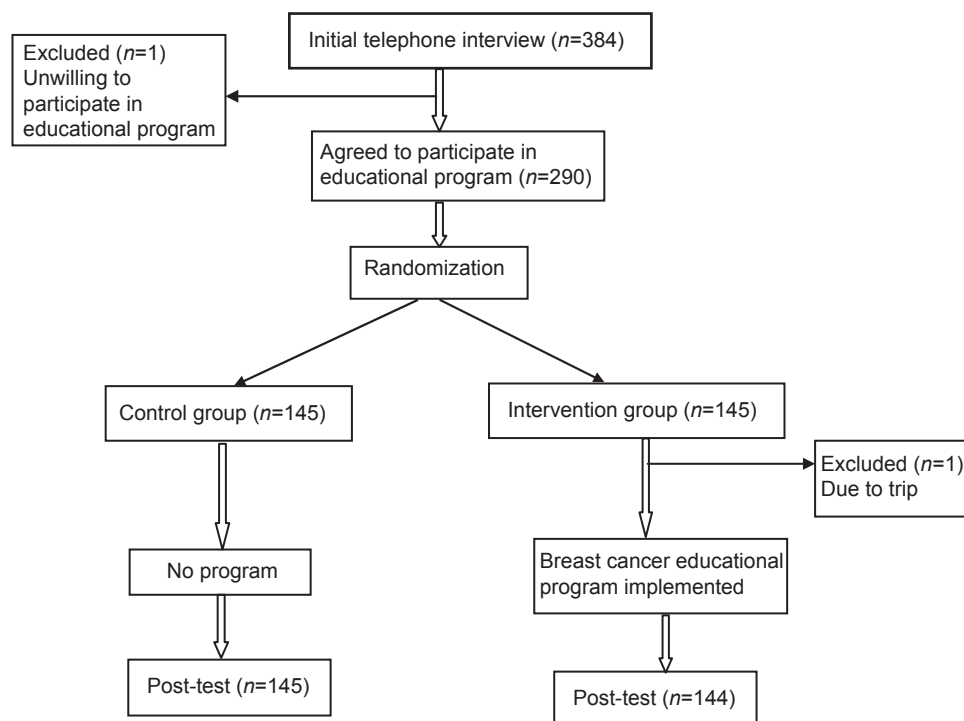 Initial telephone interview (n=384)
Excluded (n=1)
Unwilling to
participate in
educational program
Agreed to participate in
educational program (n=290)
Randomization
Control group (n=145)
Intervention group (n=145)
Excluded (n=1)
Due to trip
No program
Breast cancer educational
program implemented
Post-test (n=145)
Post-test (n=144)